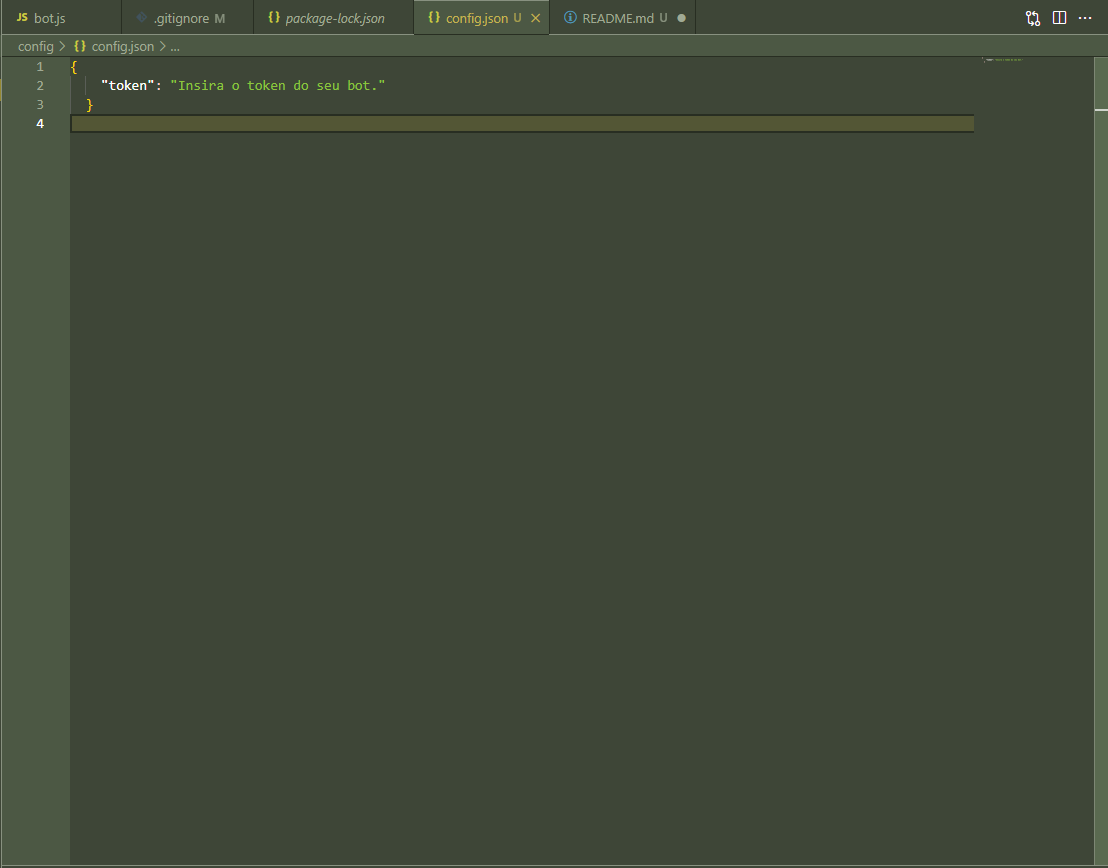 JS bot.js
.gitignore M
{} package-lock.json
{} config.json U
README.md U
config > {} config.json > ...
1 {
2 "token": "Insira o token do seu bot."
3 }
4